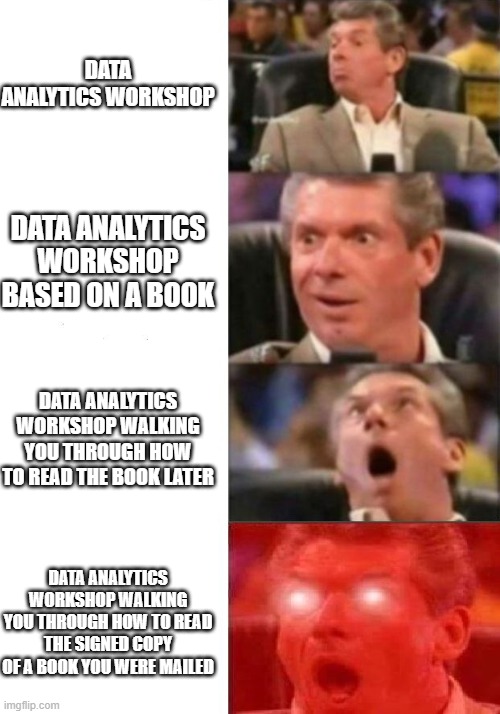 DATA
ANALYTICS WORKSHOP
DATA ANALYTICS
WORKSHOP
BASED ON A BOOK
DATA ANALYTICS
WORKSHOP WALKING
YOU THROUGH HOW
TO READ THE BOOK LATER
DATA ANALYTICS
WORKSHOP WALKING
YOU THROUGH HOW TO READ
THE SIGNED COPY
OF A BOOK YOU WERE MAILED
imgflip.com